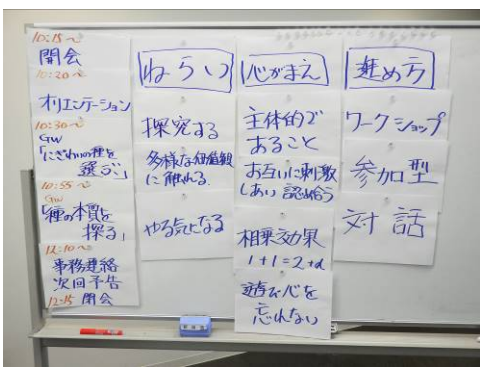 10:15~
開会
10:20~
オリエンテーション
10:30~
GW
「にぎわいの種を
選ぶ」
10:55~
GW
「種の本質を
探る」
12:10~
事務連絡
次回予告
12:15 閉会
ねらい
探究する
多様な価値観
に触れる
やる気になる
心がまえ
主体的で
あること
お互いに刺激
しあい 認め合う
相乗効果
1+1=2+α
遊び心を
忘れない
進め方
ワークショップ
参加型
対話